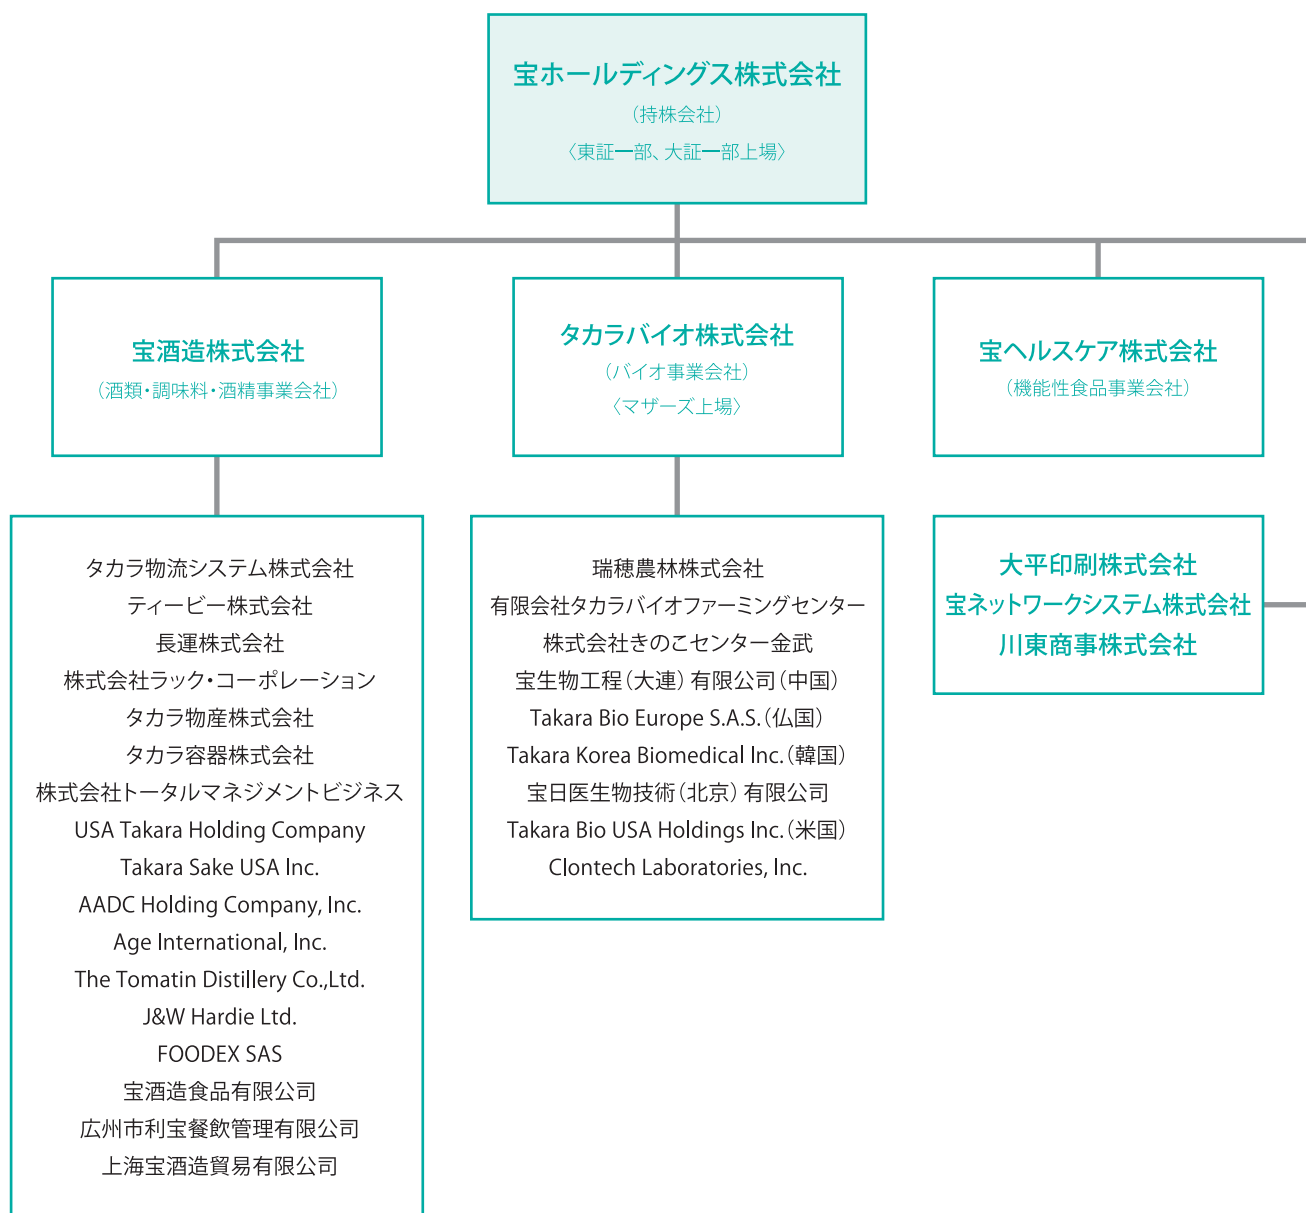 宝ホールディングス株式会社
（持株会社）
〈東証一部、大証一部上場〉
宝酒造株式会社
（酒類・調味料・酒精事業会社）
タカラバイオ株式会社
（バイオ事業会社）
〈マザーズ上場〉
宝ヘルスケア株式会社
（機能性食品事業会社）
タカラ物流システム株式会社
ティービー株式会社
長運株式会社
株式会社ラック・コーポレーション
タカラ物産株式会社
タカラ容器株式会社
株式会社トータルマネジメントビジネス
USA Takara Holding Company
Takara Sake USA Inc.
AADC Holding Company, Inc.
Age International, Inc.
The Tomatin Distillery Co.,Ltd.
J&W Hardie Ltd.
FOODEX SAS
宝酒造食品有限公司
広州市利宝餐飲管理有限公司
上海宝酒造貿易有限公司
瑞穂農林株式会社
有限会社タカラバイオファーミングセンター
株式会社きのこセンター金武
宝生物工程（大連）有限公司（中国）
Takara Bio Europe S.A.S.（仏国）
Takara Korea Biomedical Inc.（韓国）
宝日医生物技術（北京）有限公司
Takara Bio USA Holdings Inc.（米国）
Clontech Laboratories, Inc.
大平印刷株式会社
宝ネットワークシステム株式会社
川東商事株式会社